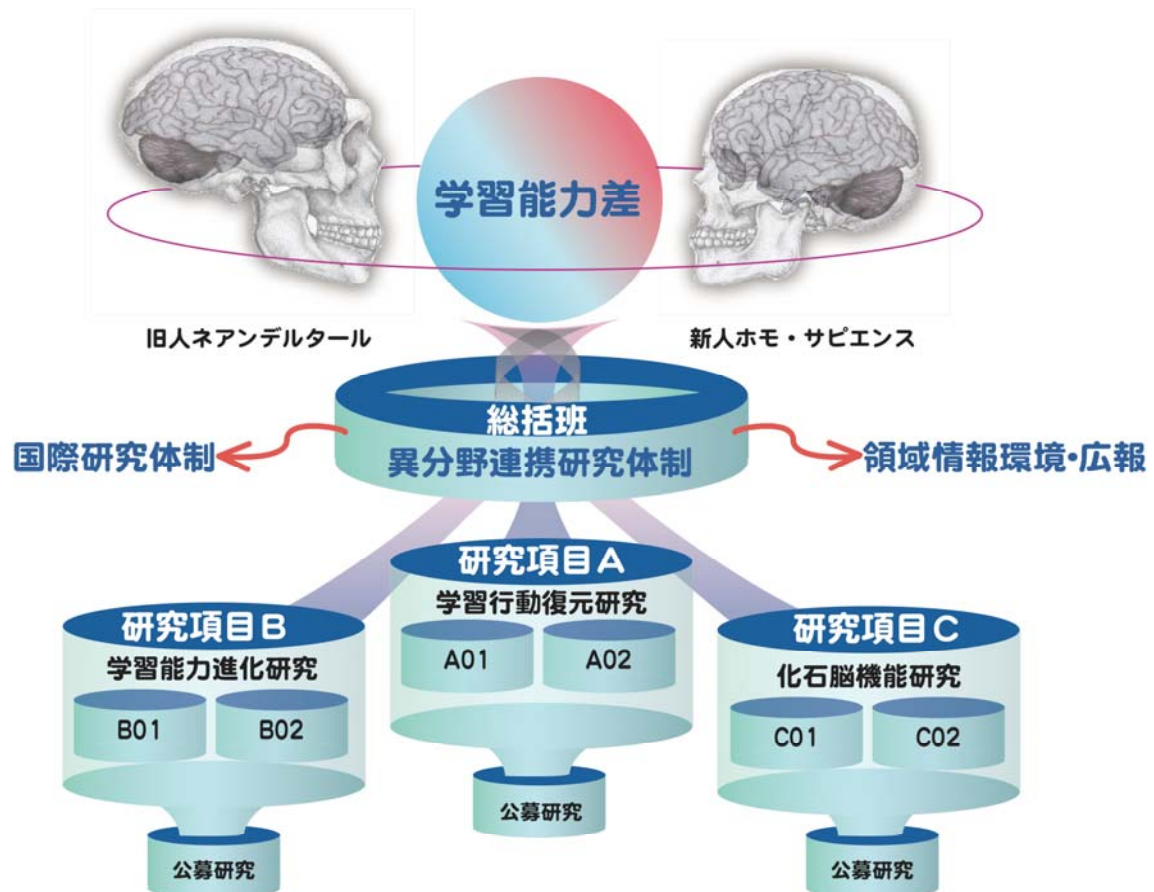 学習能力差
旧人ネアンデルタール
新人ホモ・サピエンス
総括班
異分野連携研究体制
国際研究体制
領域情報環境・広報
研究項目A
学習行動復元研究
A01
A02
公募研究
研究項目B
学習能力進化研究
B01
B02
公募研究
研究項目C
化石脳機能研究
C01
C02
公募研究